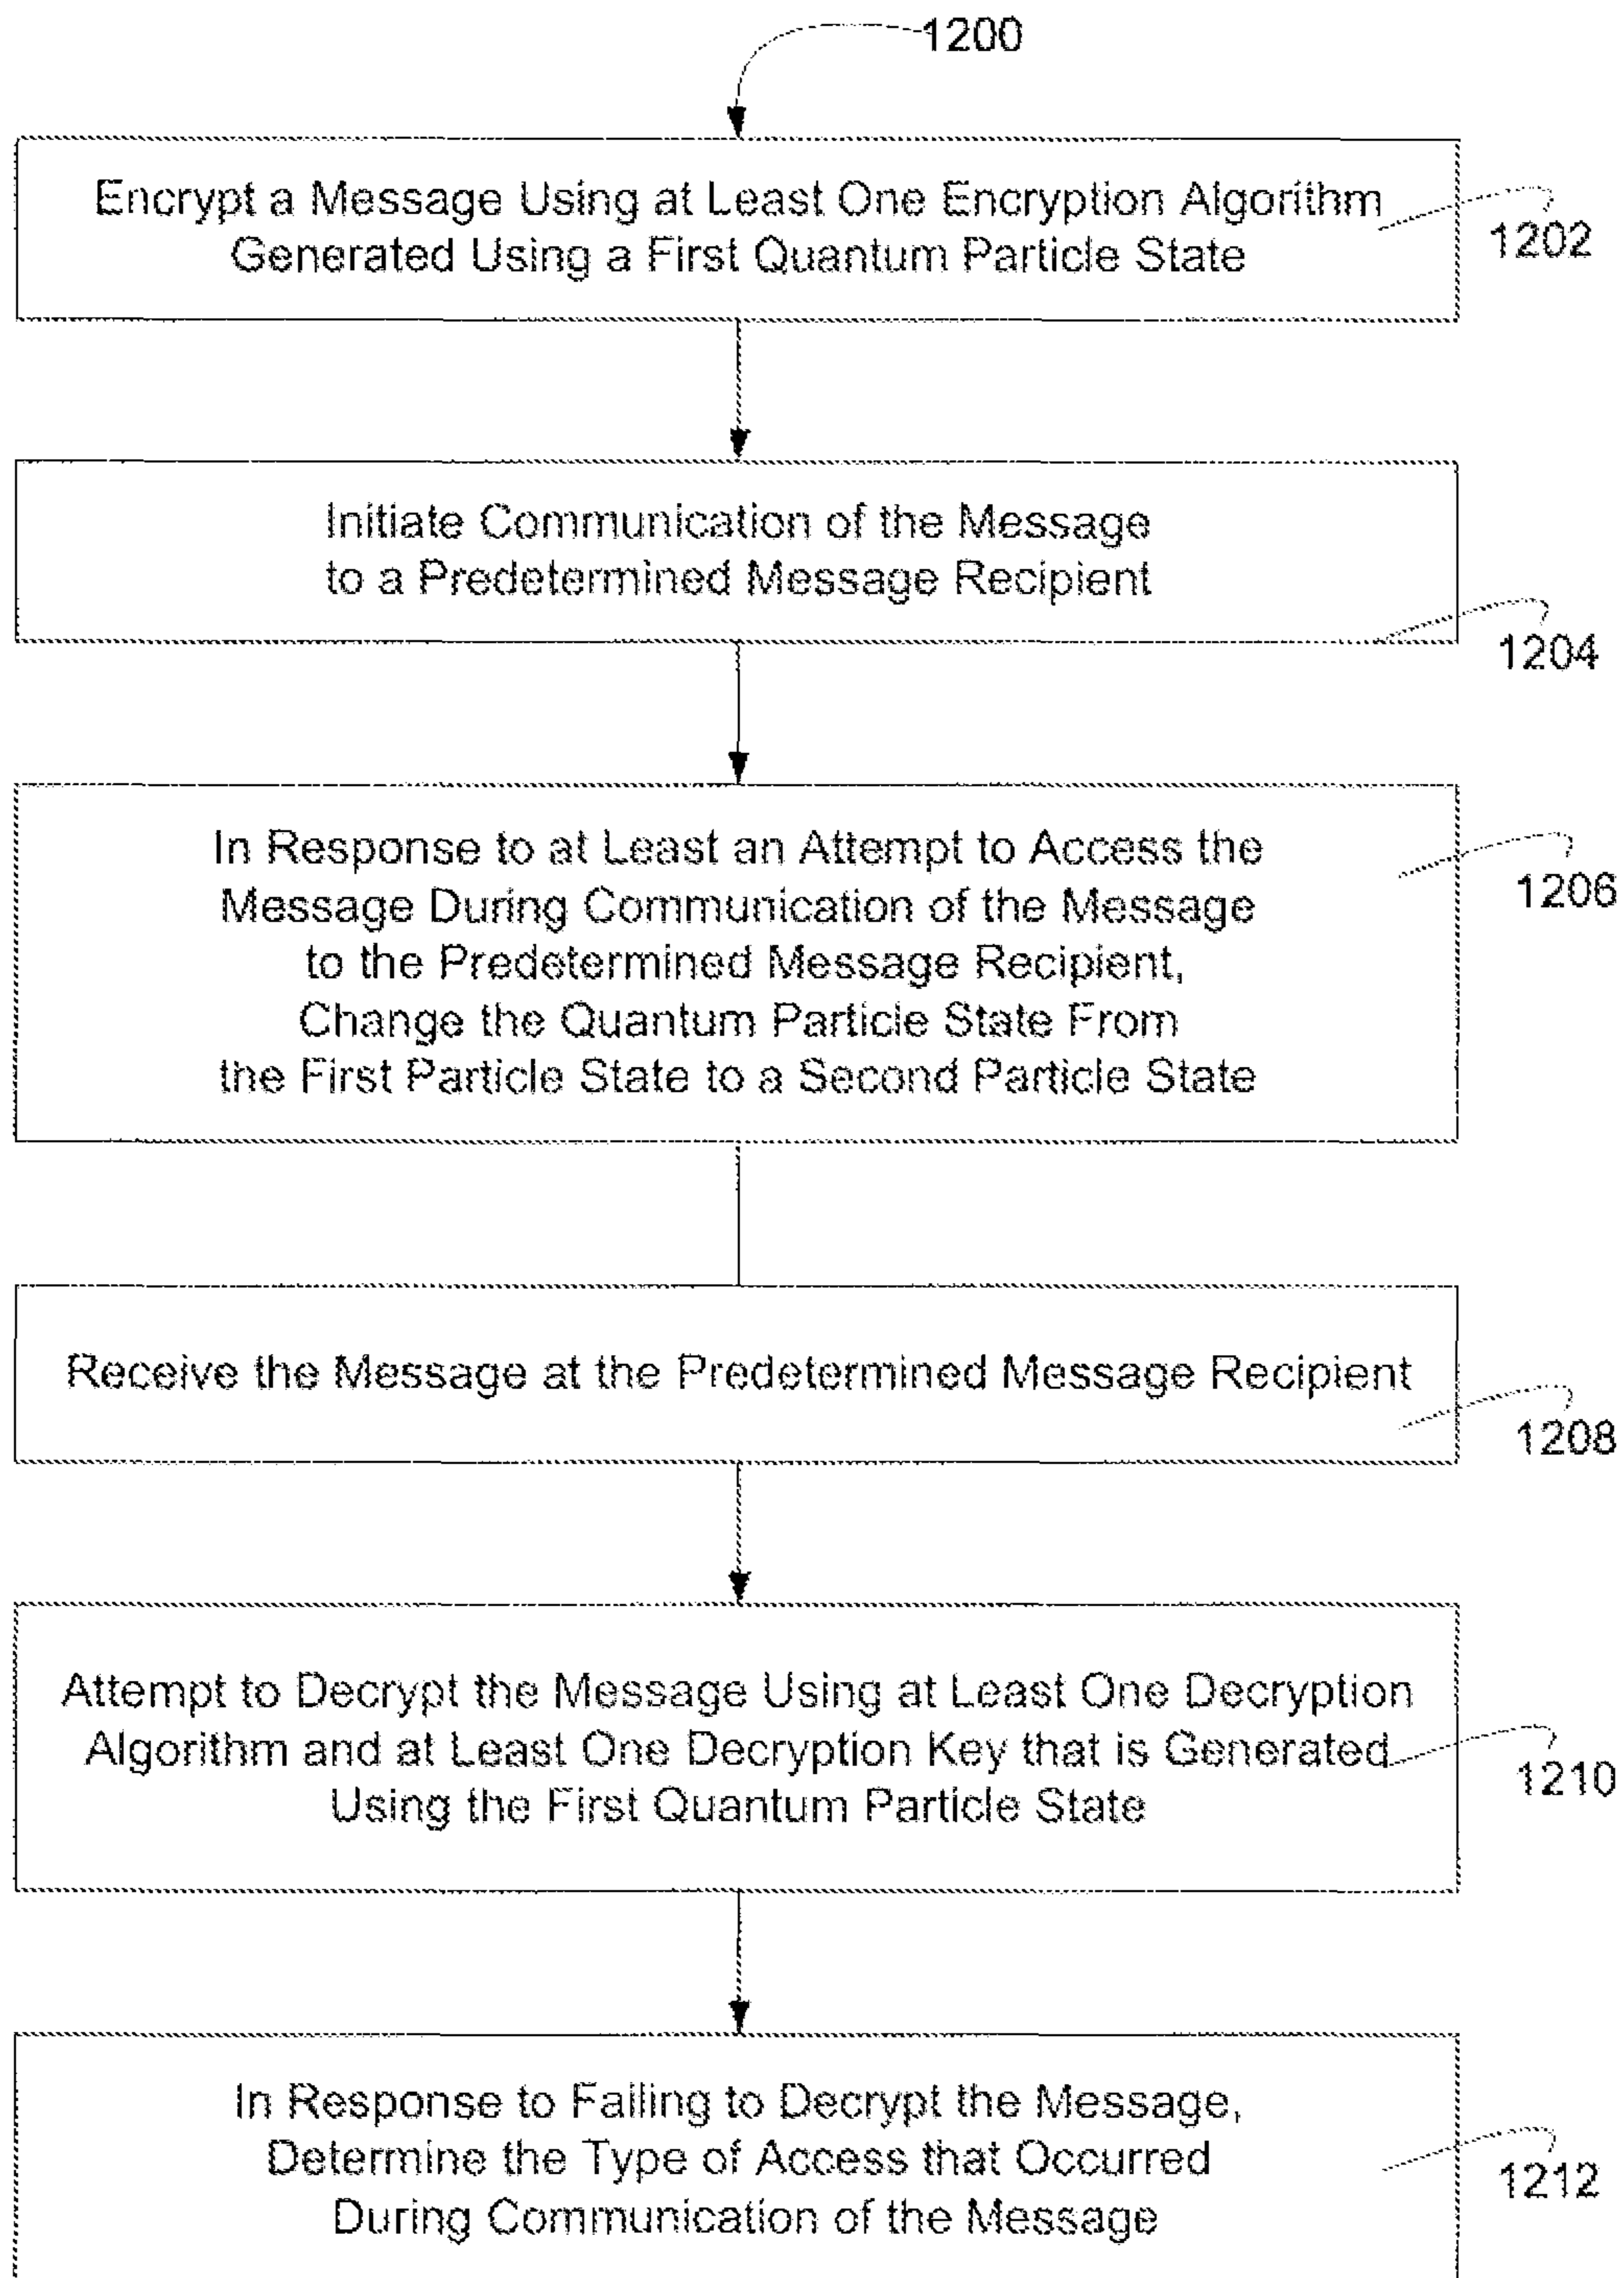 1200
Encrypt a Message Using at Least One Encryption Algorithm
Generated Using a First Quantum Particle State
1202
Initiate Communication of the Message
to a Predetermined Message Recipient
1204
In Response to at Least an Attempt to Access the
Message During Communication of the Message
to the Predetermined Message Recipient,
Change the Quantum Particle State From
the First Particle State to a Second Particle State
1206
Receive the Message at the Predetermined Message Recipient
1208
Attempt to Decrypt the Message Using at Least One Decryption
Algorithm and at Least One Decryption Key that is Generated
Using the First Quantum Particle State
1210
In Response to Failing to Decrypt the Message,
Determine the Type of Access that Occurred
During Communication of the Message
1212